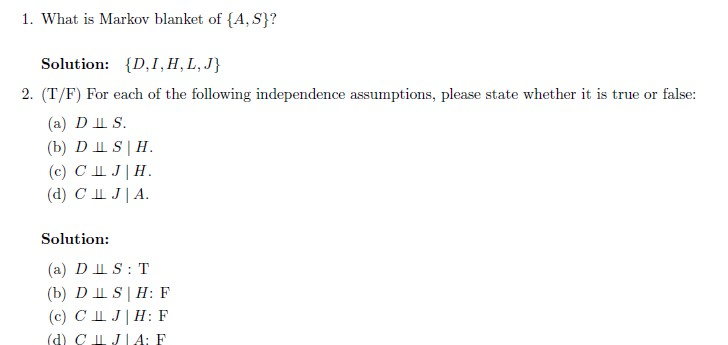 1. What is Markov blanket of {A, S}?
Solution: {D, I, H, L, J}
2. (T/F) For each of the following independence assumptions, please state whether it is true or false:
(a) D ⫫ S.
(b) D ⫫ S | H.
(c) C ⫫ J | H.
(d) C ⫫ J | A.
Solution:
(a) D ⫫ S : T
(b) D ⫫ S | H: F
(c) C ⫫ J | H: F
(d) C ⫫ J | A: F